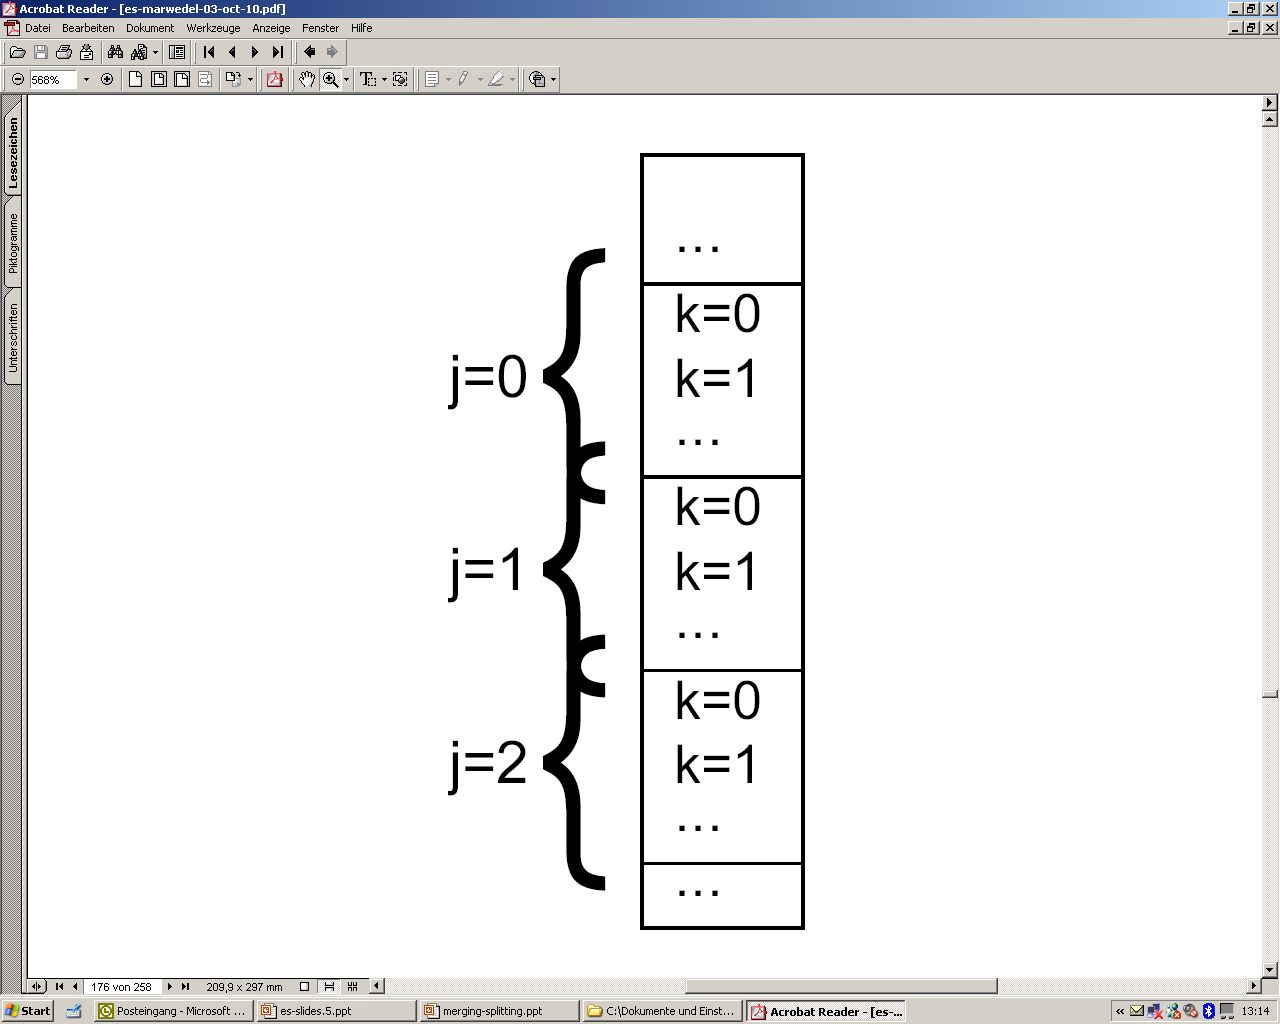 Acrobat Reader - [es-marwedel-03-oct-10.pdf]
Datei Bearbeiten Dokument Werkzeuge Anzeige Fenster Hilfe
568%
Lesezeichen
Piktogramme
Unterschriften
...
k=0
k=1
...
j=0
k=0
k=1
...
j=1
k=0
k=1
...
j=2
...
176 von 258
209,9 x 297 mm
Start
Posteingang - Microsoft ...
es-slides.5.ppt
merging-splitting.ppt
C:\Dokumente und Einst...
Acrobat Reader - [es-...
«
13:14